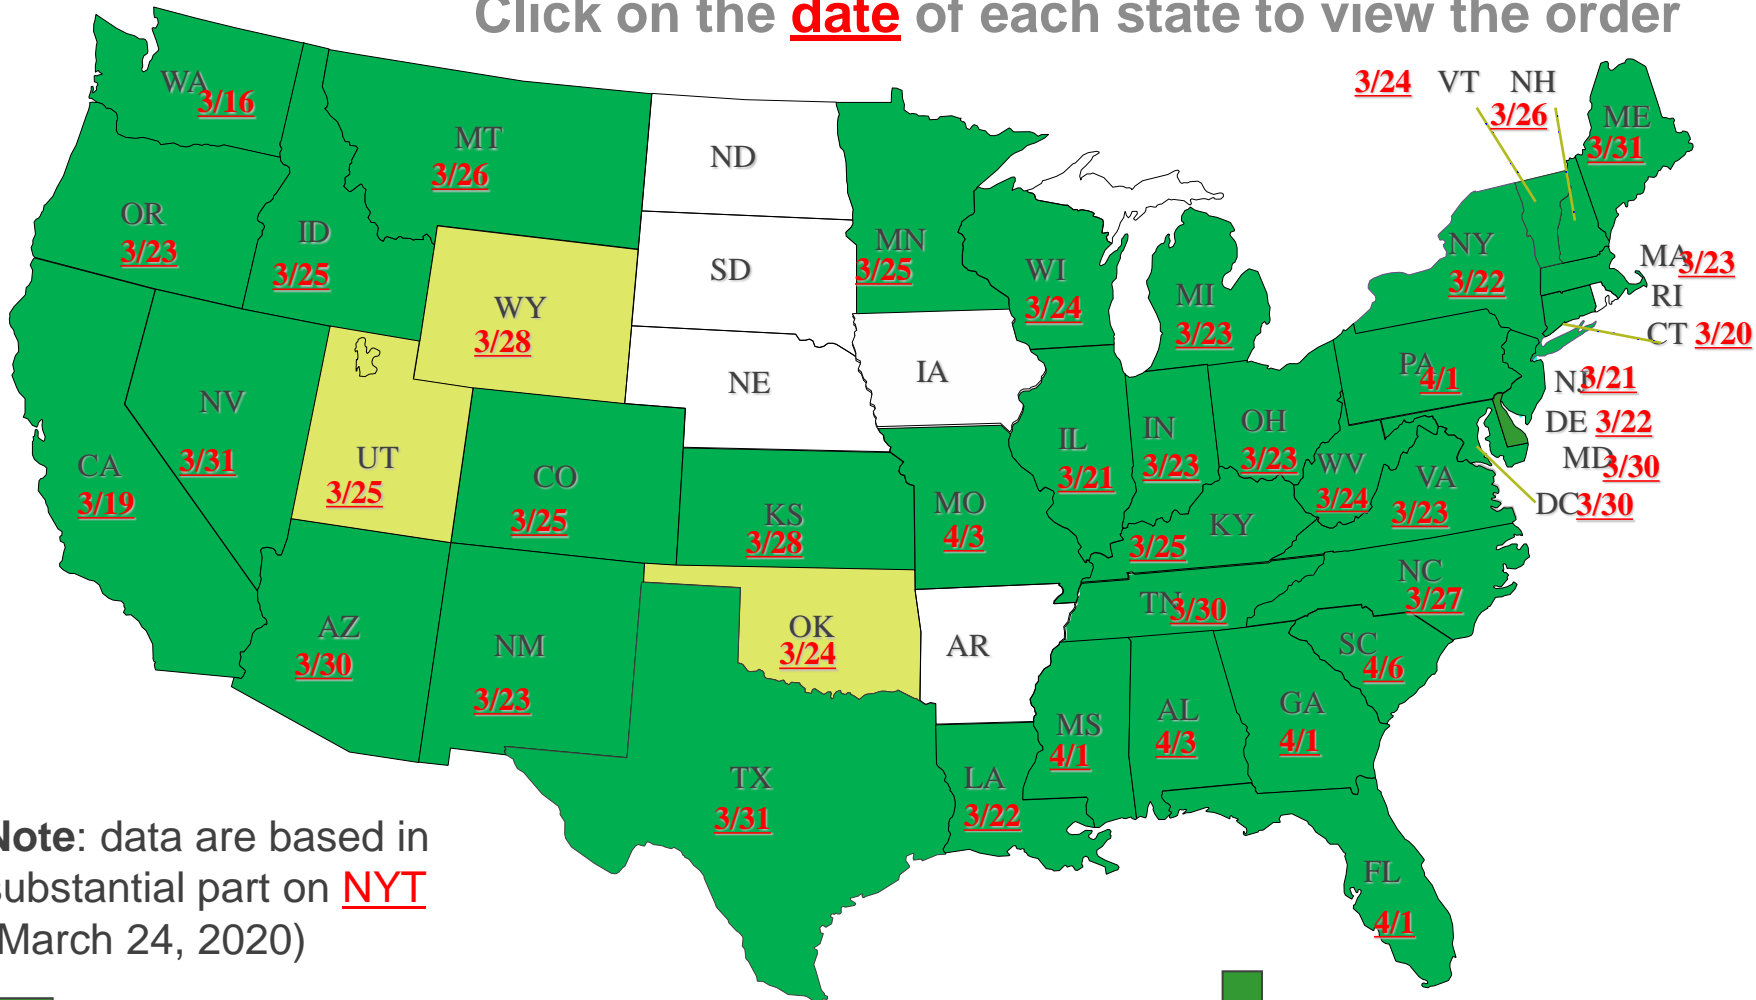 Click on the date of each state to view the order
WA
3/16
MT
3/26
ND
3/24 VT NH
3/26
ME
3/31
OR
3/23
ID
3/25
SD
MN
3/25
WI
3/24
MI
3/23
NY
3/22
MA 3/23
RI
CT 3/20
WY
3/28
NE
IA
PA
4/1
NJ 3/21
DE 3/22
MD 3/30
DC 3/30
NV
3/31
UT
3/25
CA
3/19
CO
3/25
KS
3/28
MO
4/3
IL
3/21
IN
3/23
OH
3/23
WV
3/24
VA
3/23
KY
3/25
NC
3/27
TN 3/30
AZ
3/30
NM
3/23
OK
3/24
AR
SC
4/6
MS
4/1
AL
4/3
GA
4/1
TX
3/31
LA
3/22
FL
4/1
Note: data are based in
substantial part on NYT
(March 24, 2020)